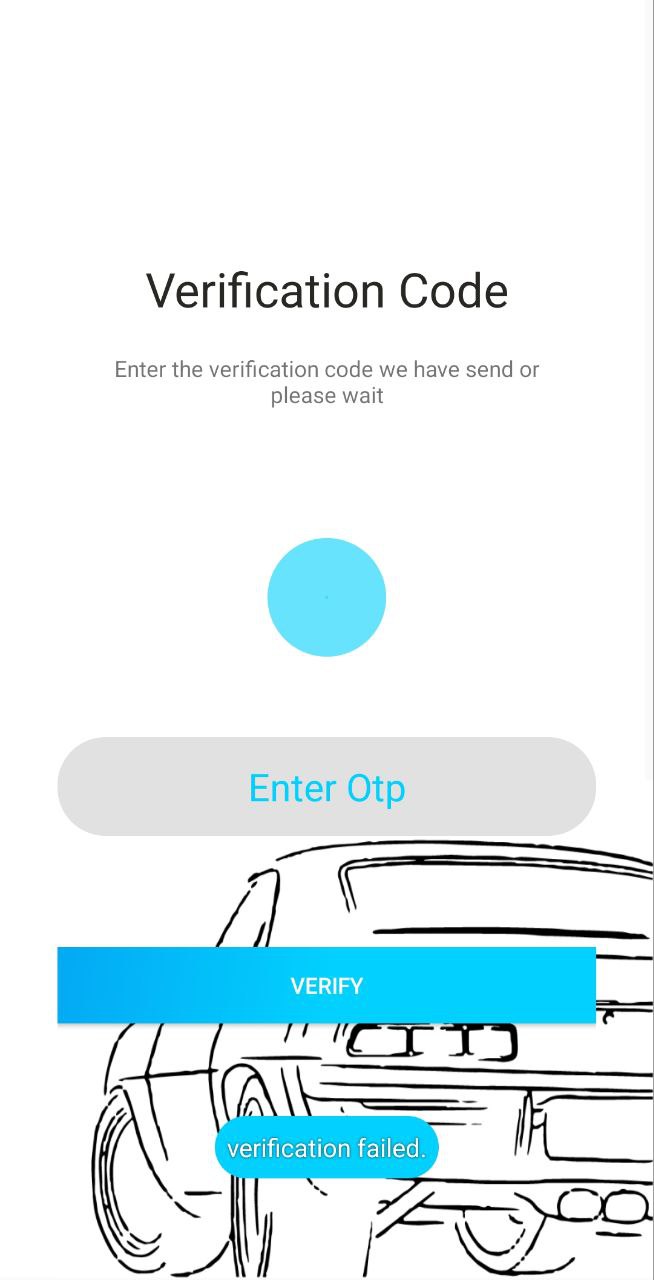 Verification Code
Enter the verification code we have send or
please wait
Enter Otp
VERIFY
verification failed.